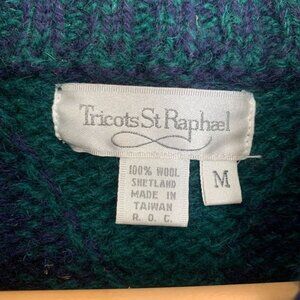 Tricots St Raphael
100% WOOL
SHETLAND
MADE IN
TAIWAN
R. O. C.
M